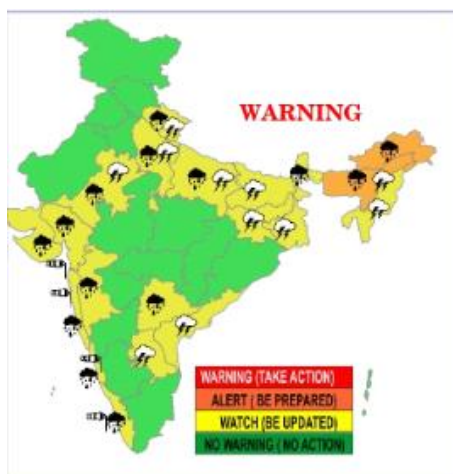 WARNING
WARNING (TAKE ACTION)
ALERT ( BE PREPARED)
WATCH (BE UPDATED)
NO WARNING ( NO ACTION)